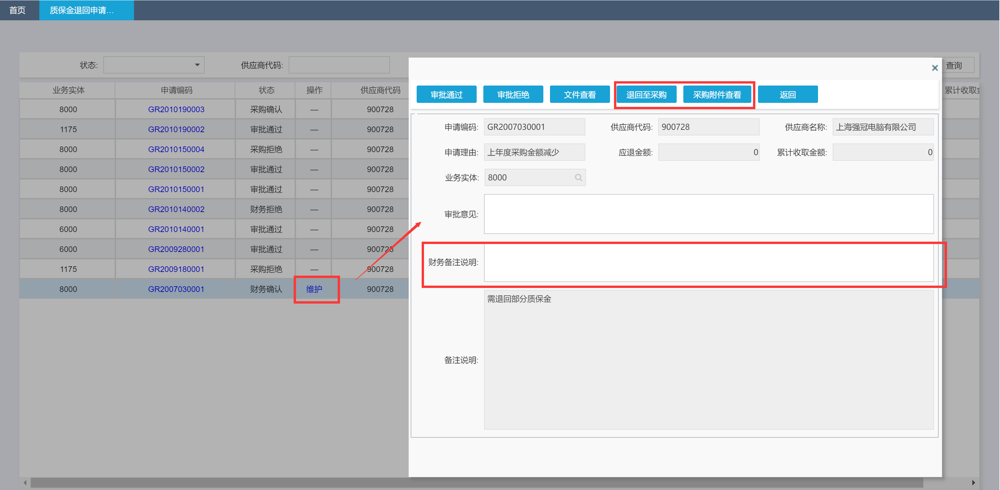 首页 质保金退回申请...
状态: 供应商代码: 查询
业务实体 申请编码 状态 操作 供应商代码 累计收取金
8000 GR2010190003 采购确认 — 900728
1175 GR2010190002 审批通过 — 900728
8000 GR2010150004 采购拒绝 — 900728
8000 GR2010150002 审批通过 — 900728
8000 GR2010150001 审批通过 — 900728
8000 GR2010140002 财务拒绝 — 900728
6000 GR2010140001 审批通过 — 900728
6000 GR2009280001 审批通过 — 900728
1175 GR2009180001 采购拒绝 — 900728
8000 GR2007030001 财务确认 维护 900728
审批通过 审批拒绝 文件查看 退回至采购 采购附件查看 返回
申请编码: GR2007030001 供应商代码: 900728 供应商名称: 上海强冠电脑有限公司
申请理由: 上年度采购金额减少 应退金额: 0 累计收取金额: 0
业务实体: 8000
审批意见:
财务备注说明:
需退回部分质保金
备注说明: